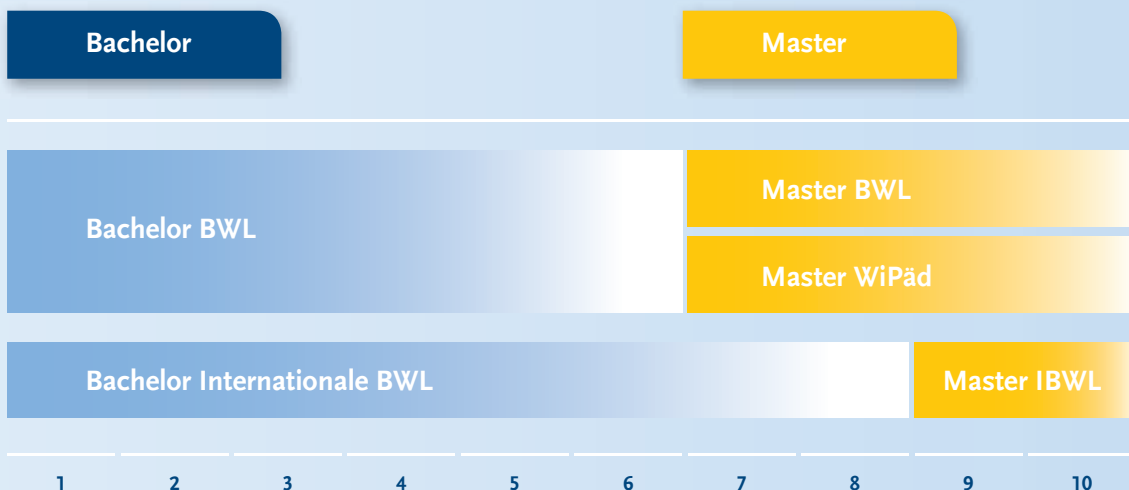 Bachelor Master
Bachelor BWL
Master BWL
Master WiPäd
Bachelor Internationale BWL Master IBWL
1 2 3 4 5 6 7 8 9 10